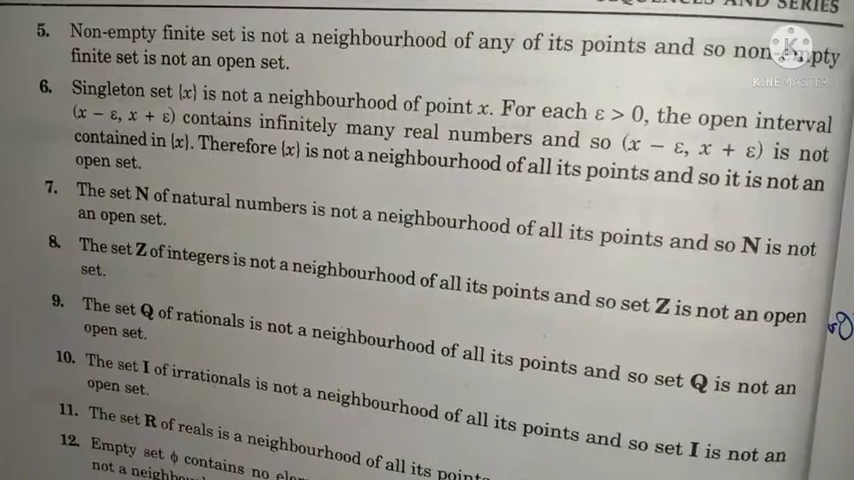 AND SERIES
5. Non-empty finite set is not a neighbourhood of any of its points and so non-empty
finite set is not an open set.
KINEMASTER
6. Singleton set {x} is not a neighbourhood of point x. For each ε > 0, the open interval
(x − ε, x + ε) contains infinitely many real numbers and so (x − ε, x + ε) is not
contained in {x}. Therefore {x} is not a neighbourhood of all its points and so it is not an
open set.
7. The set N of natural numbers is not a neighbourhood of all its points and so N is not
an open set.
8. The set Z of integers is not a neighbourhood of all its points and so set Z is not an open
set.
9. The set Q of rationals is not a neighbourhood of all its points and so set Q is not an
open set.
10. The set I of irrationals is not a neighbourhood of all its points and so set I is not an
open set.
11. The set R of reals is a neighbourhood of all its points
12. Empty set ϕ contains no
not a